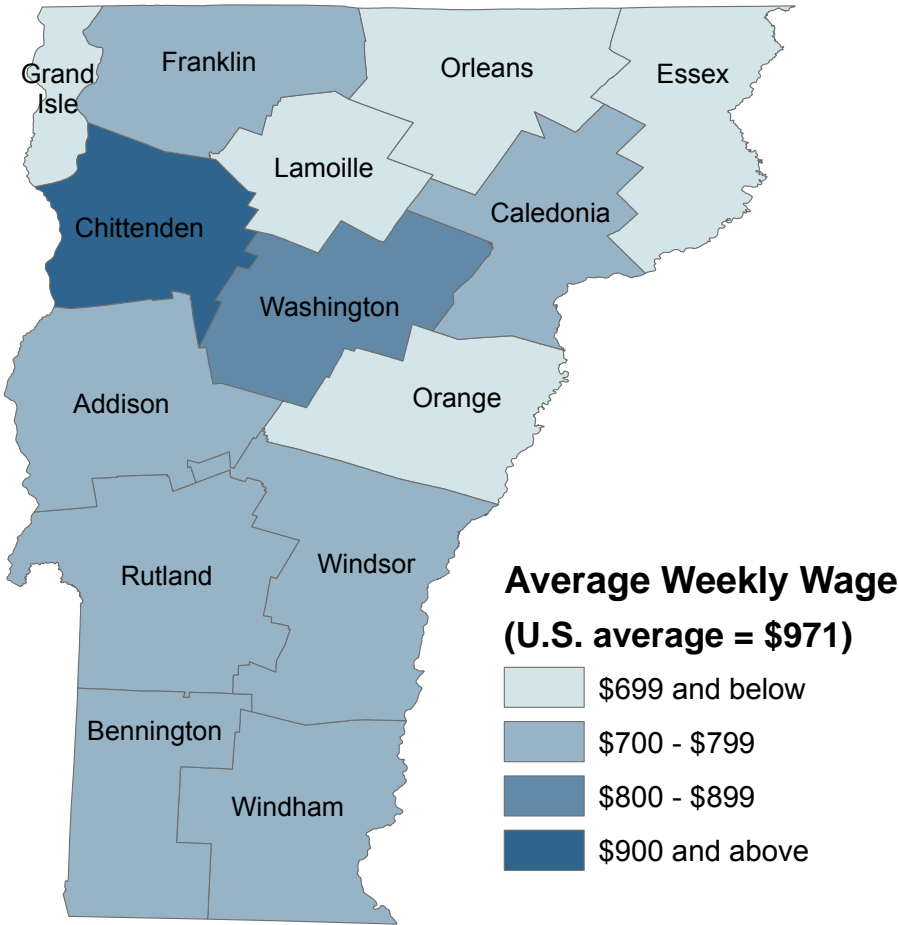 Franklin
Orleans
Essex
Grand
Isle
Lamoille
Caledonia
Chittenden
Washington
Orange
Addison
Windsor
Rutland
Bennington
Windham
Average Weekly Wage
(U.S. average = $971)
$699 and below
$700 - $799
$800 - $899
$900 and above